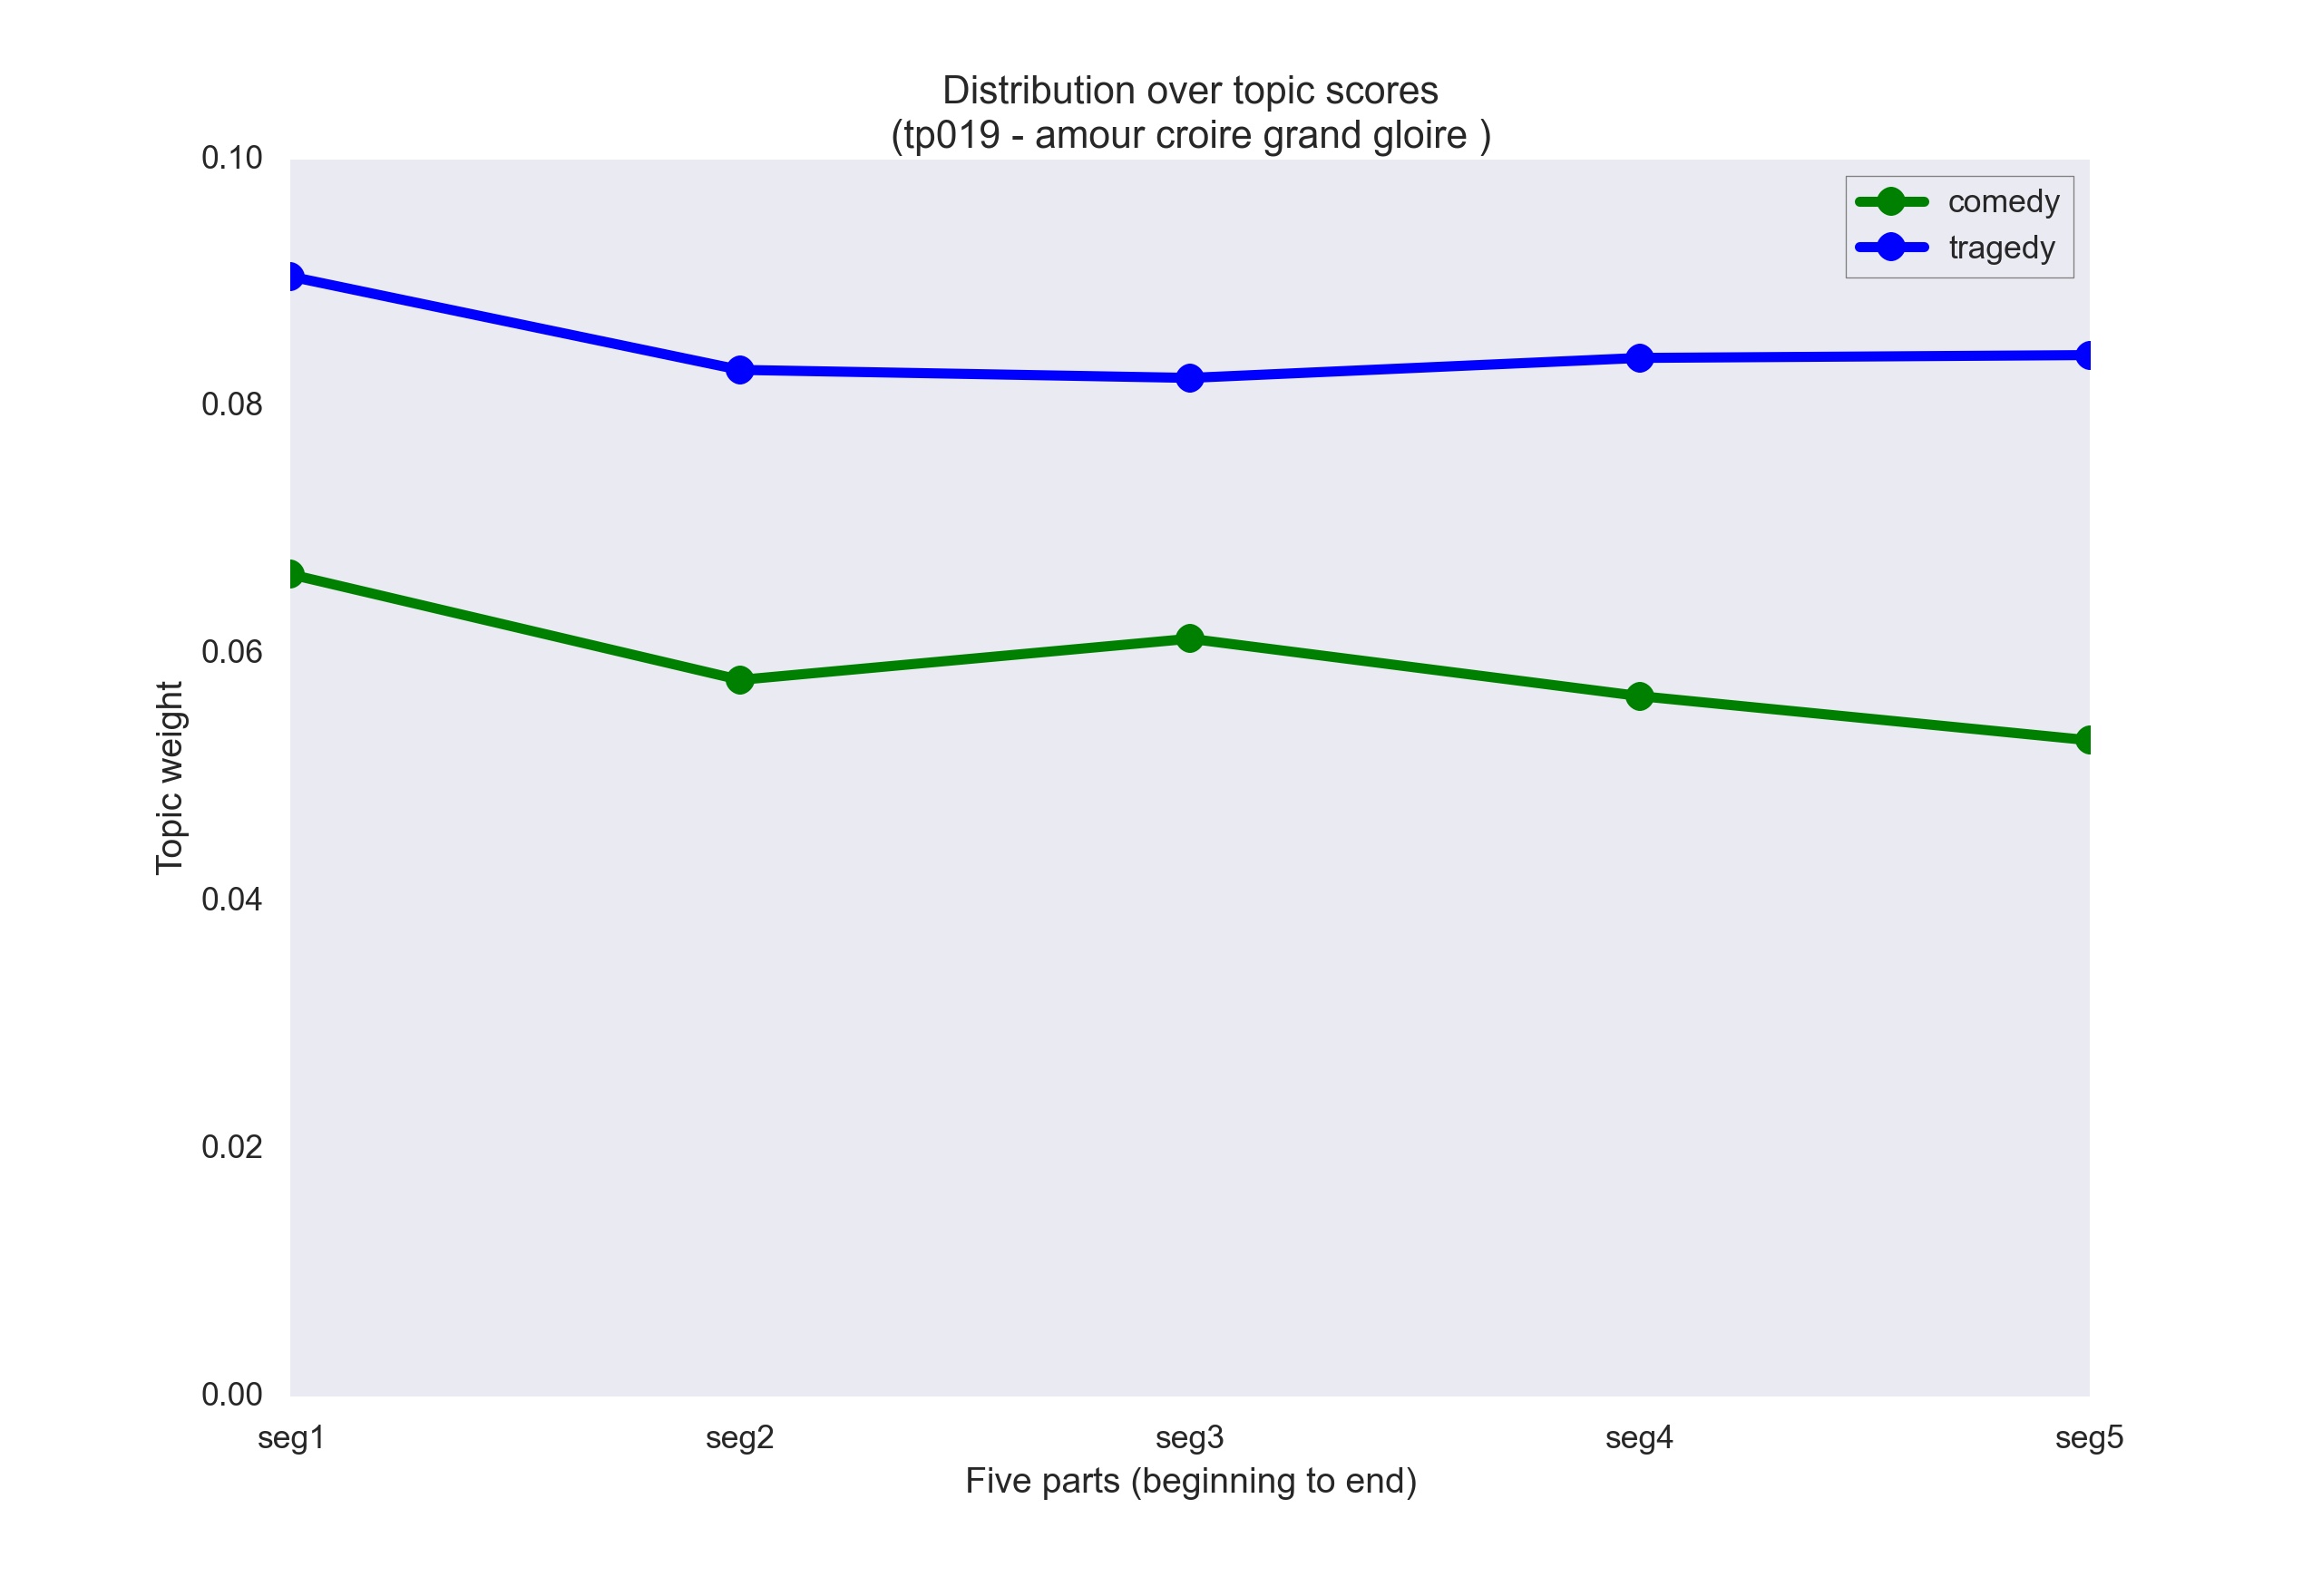 Distribution over topic scores
(tp019 - amour croire grand gloire )
comedy
tragedy
0.10
0.08
0.06
0.04
0.02
0.00
Topic weight
seg1 seg2 seg3 seg4 seg5
Five parts (beginning to end)